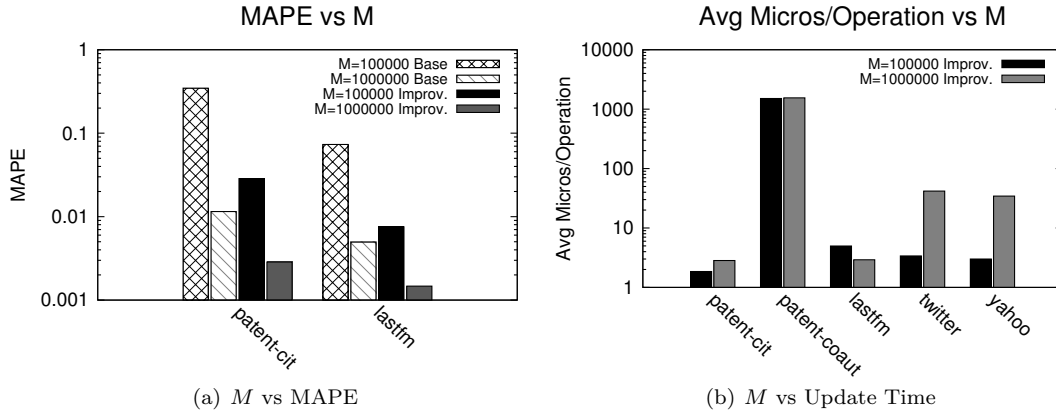 MAPE vs M
MAPE
1
0.1
0.01
0.001
M=100000 Base
M=1000000 Base
M=100000 Improv.
M=1000000 Improv.
patent-cit
lastfm
(a) M vs MAPE
Avg Micros/Operation vs M
Avg Micros/Operation
10000
1000
100
10
1
M=100000 Improv.
M=1000000 Improv.
patent-cit
patent-coaut
lastfm
twitter
yahoo
(b) M vs Update Time